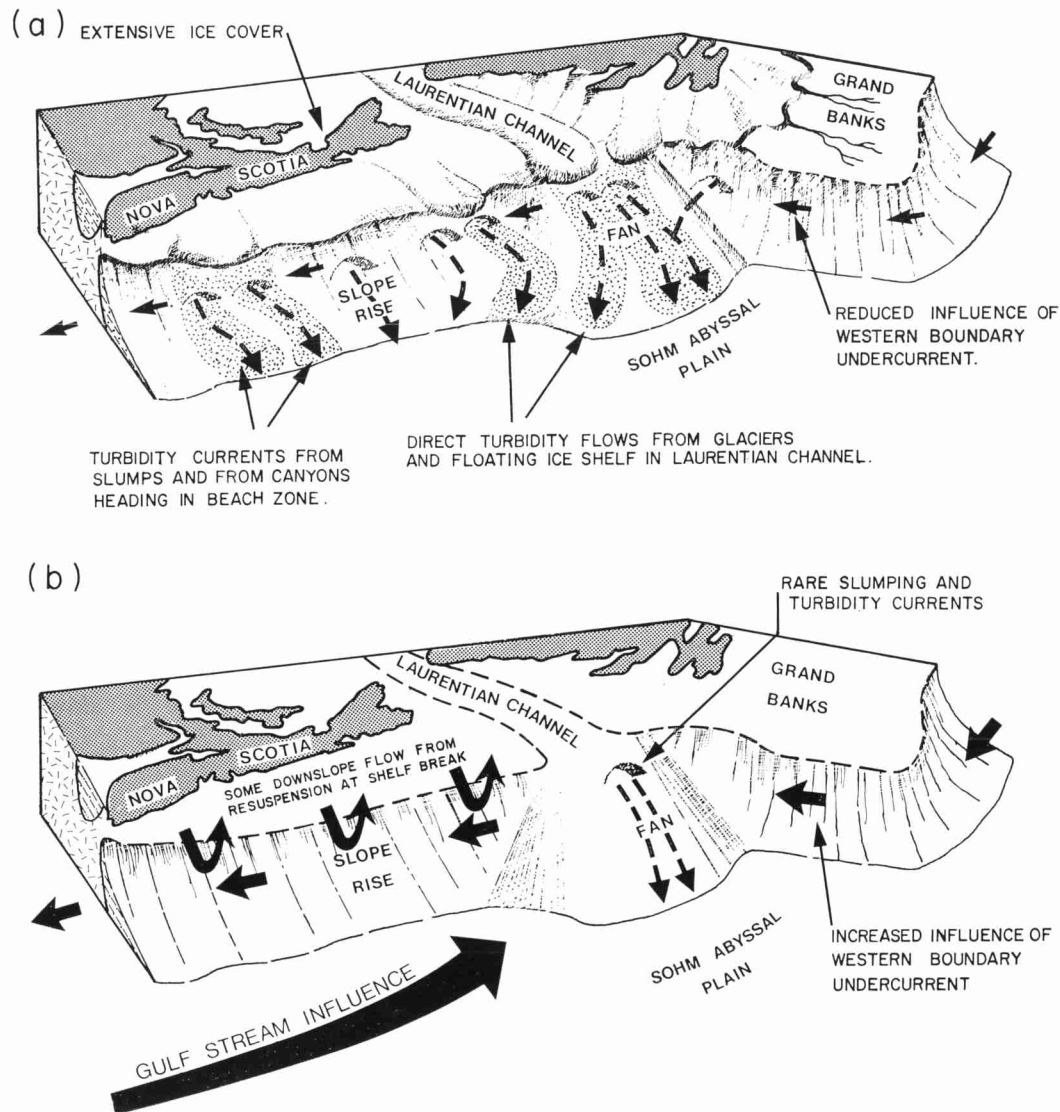 (a)
EXTENSIVE ICE COVER
LAURENTIAN CHANNEL
GRAND
BANKS
NOVA
SCOTIA
FAN
SLOPE
RISE
SOHM ABYSSAL
PLAIN
REDUCED INFLUENCE OF
WESTERN BOUNDARY
UNDERCURRENT.
TURBIDITY CURRENTS FROM
SLUMPS AND FROM CANYONS
HEADING IN BEACH ZONE.
DIRECT TURBIDITY FLOWS FROM GLACIERS
AND FLOATING ICE SHELF IN LAURENTIAN CHANNEL.
(b)
RARE SLUMPING AND
TURBIDITY CURRENTS
LAURENTIAN CHANNEL
GRAND
BANKS
NOVA
SCOTIA
SOME DOWNSLOPE FLOW FROM
RESUSPENSION AT SHELF BREAK
FAN
SLOPE
RISE
SOHM ABYSSAL
PLAIN
INCREASED INFLUENCE OF
WESTERN BOUNDARY
UNDERCURRENT
GULF STREAM INFLUENCE